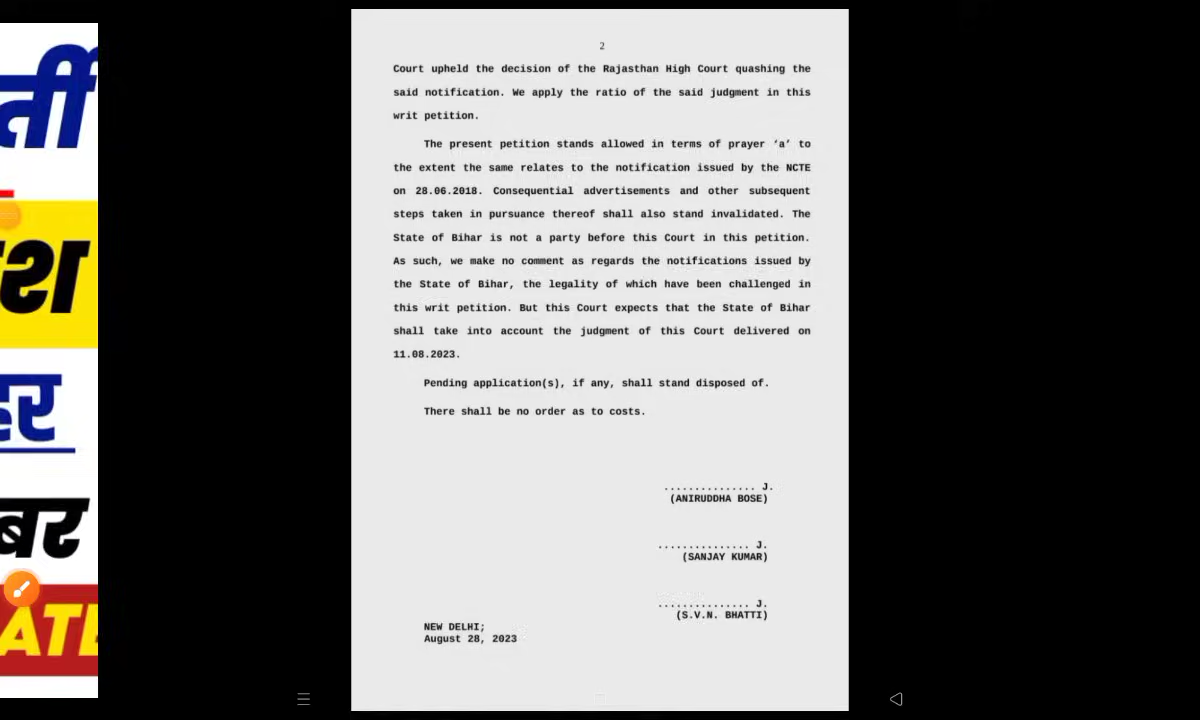 2
Court upheld the decision of the Rajasthan High Court quashing the
said notification. We apply the ratio of the said judgment in this
writ petition.
The present petition stands allowed in terms of prayer ‘a’ to
the extent the same relates to the notification issued by the NCTE
on 28.06.2018. Consequential advertisements and other subsequent
steps taken in pursuance thereof shall also stand invalidated. The
State of Bihar is not a party before this Court in this petition.
As such, we make no comment as regards the notifications issued by
the State of Bihar, the legality of which have been challenged in
this writ petition. But this Court expects that the State of Bihar
shall take into account the judgment of this Court delivered on
11.08.2023.
Pending application(s), if any, shall stand disposed of.
There shall be no order as to costs.
............... J.
(ANIRUDDHA BOSE)
............... J.
(SANJAY KUMAR)
............... J.
(S.V.N. BHATTI)
NEW DELHI;
August 28, 2023